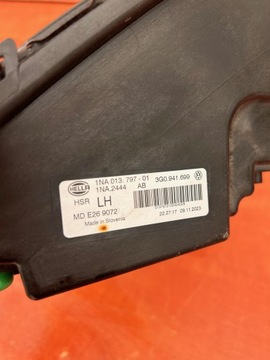 HELLA
1NA 013.797-01
1NA.2444 AB 3G0.941.699
HSR LH
MD E26 9072
Made in Slovenia
22:27:17 09.11.2023